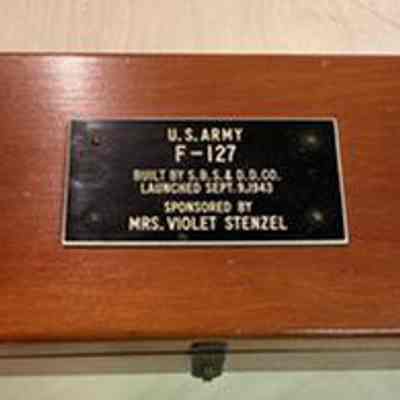 U.S. ARMY
F-127
BUILT BY S.B.S. & D.D.CO.
LAUNCHED SEPT. 9,1943
SPONSORED BY
MRS. VIOLET STENZEL